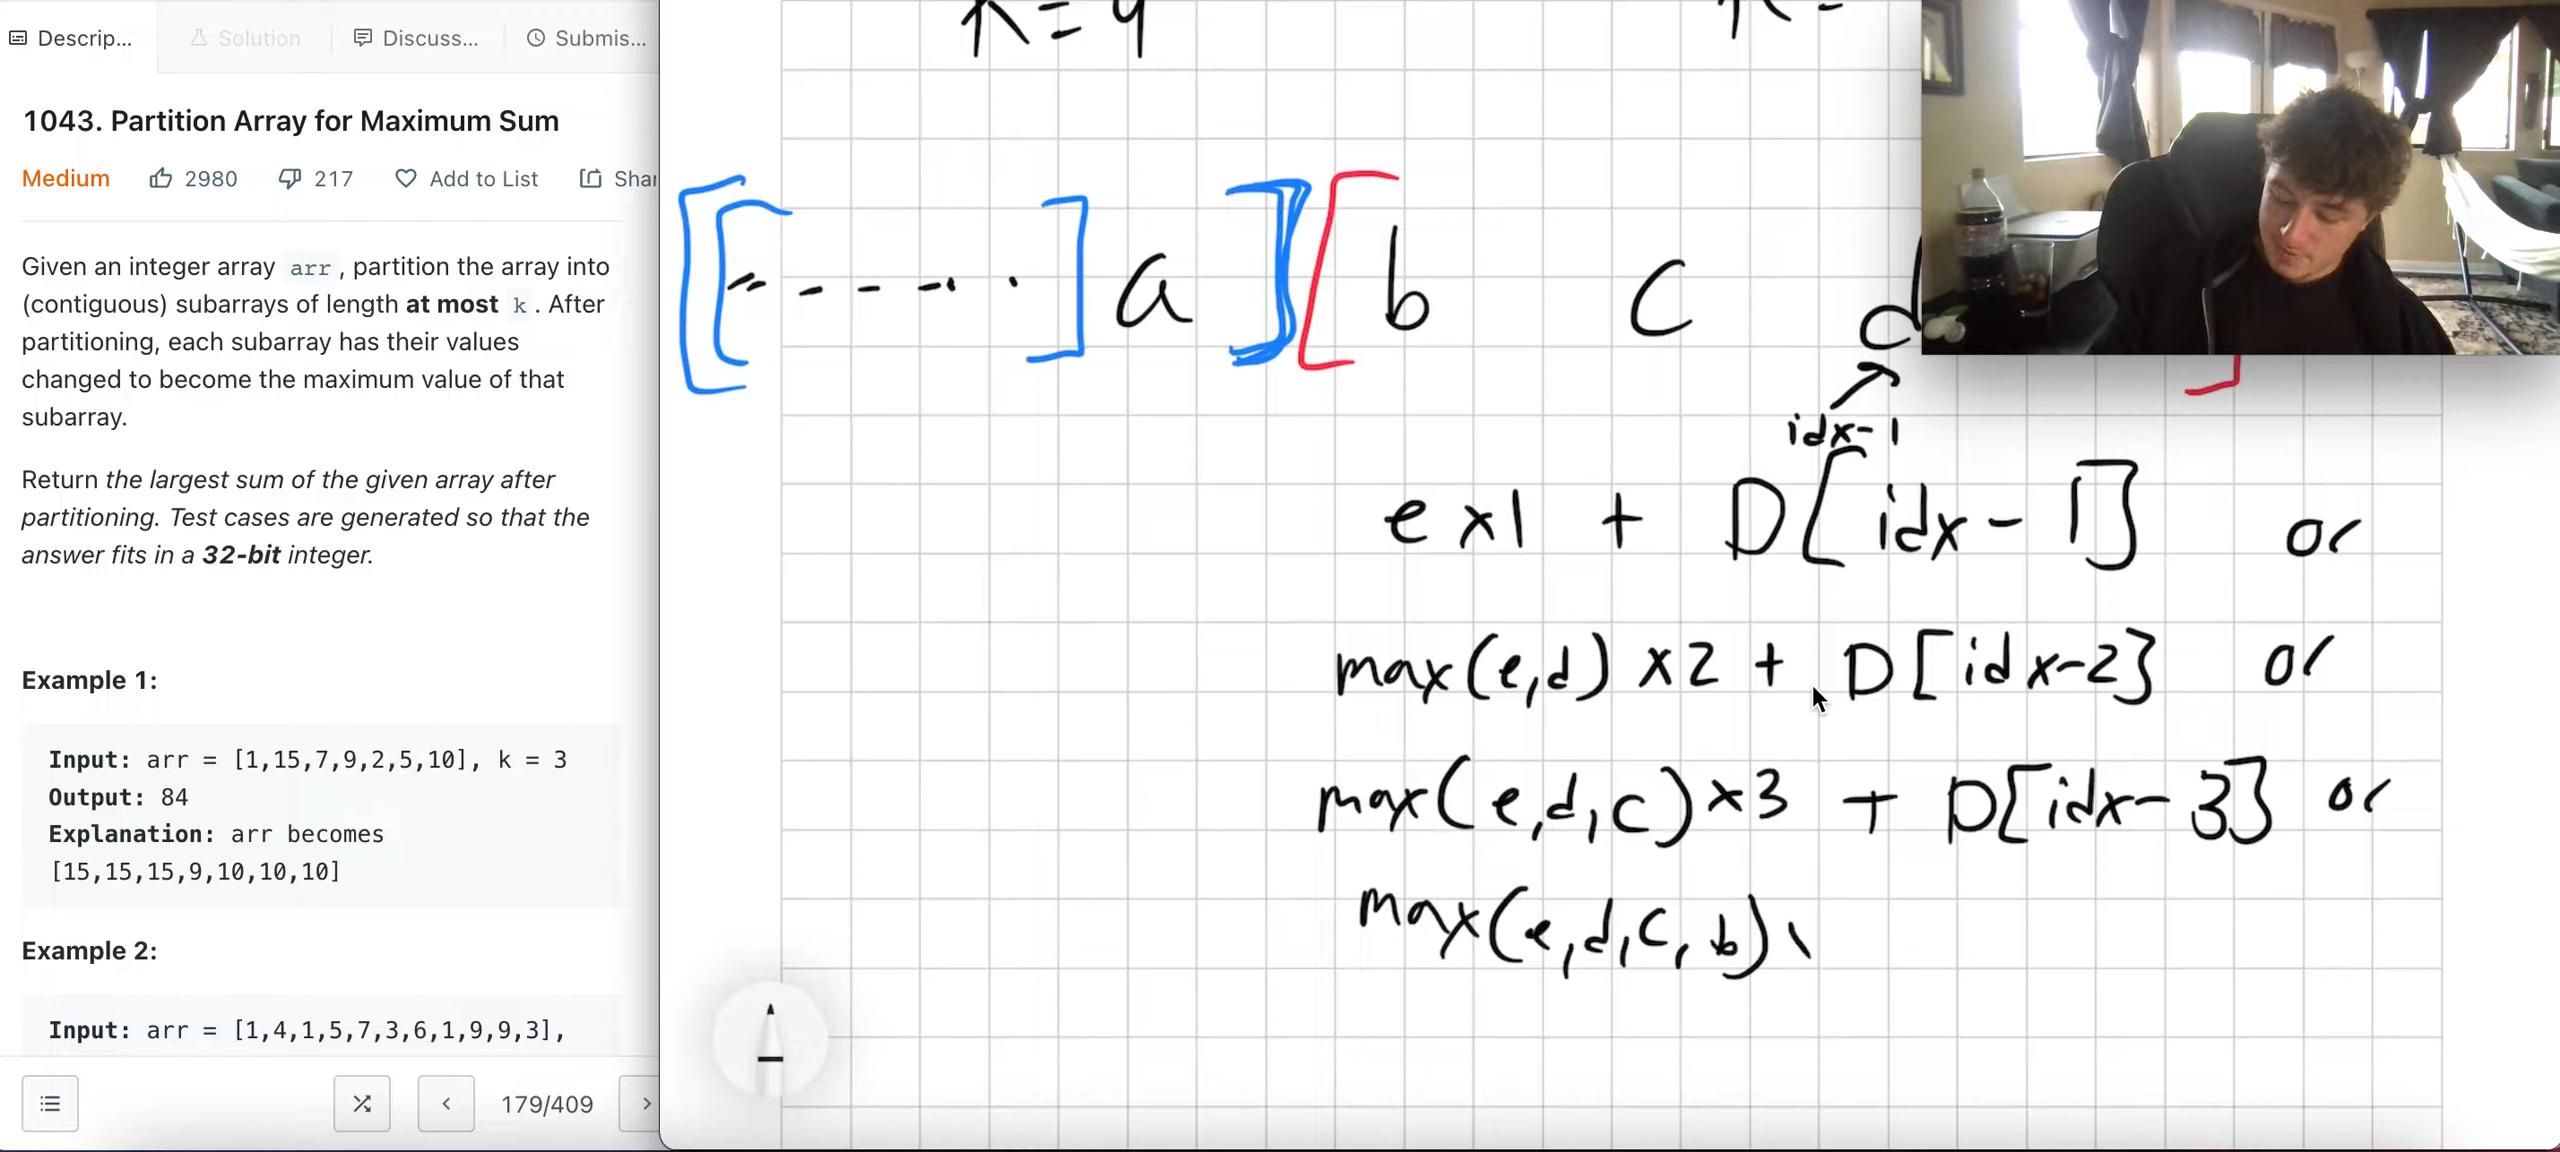 Descrip...
Solution
Discuss...
Submis...
1043. Partition Array for Maximum Sum
Medium 2980 217 Add to List Shar
Given an integer array arr , partition the array into
(contiguous) subarrays of length at most k . After
partitioning, each subarray has their values
changed to become the maximum value of that
subarray.
Return the largest sum of the given array after
partitioning. Test cases are generated so that the
answer fits in a 32-bit integer.
Example 1:
Input: arr = [1,15,7,9,2,5,10], k = 3
Output: 84
Explanation: arr becomes
[15,15,15,9,10,10,10]
Example 2:
Input: arr = [1,4,1,5,7,3,6,1,9,9,3],
179/409
K = 4
[[ - - - - - ] a ] [ b c d ]
idx-1
e x1 + D[idx-1] or
max(e,d) x2 + D[idx-2] or
max(e,d,c) x3 + D[idx-3] or
max(e,d,c,b)